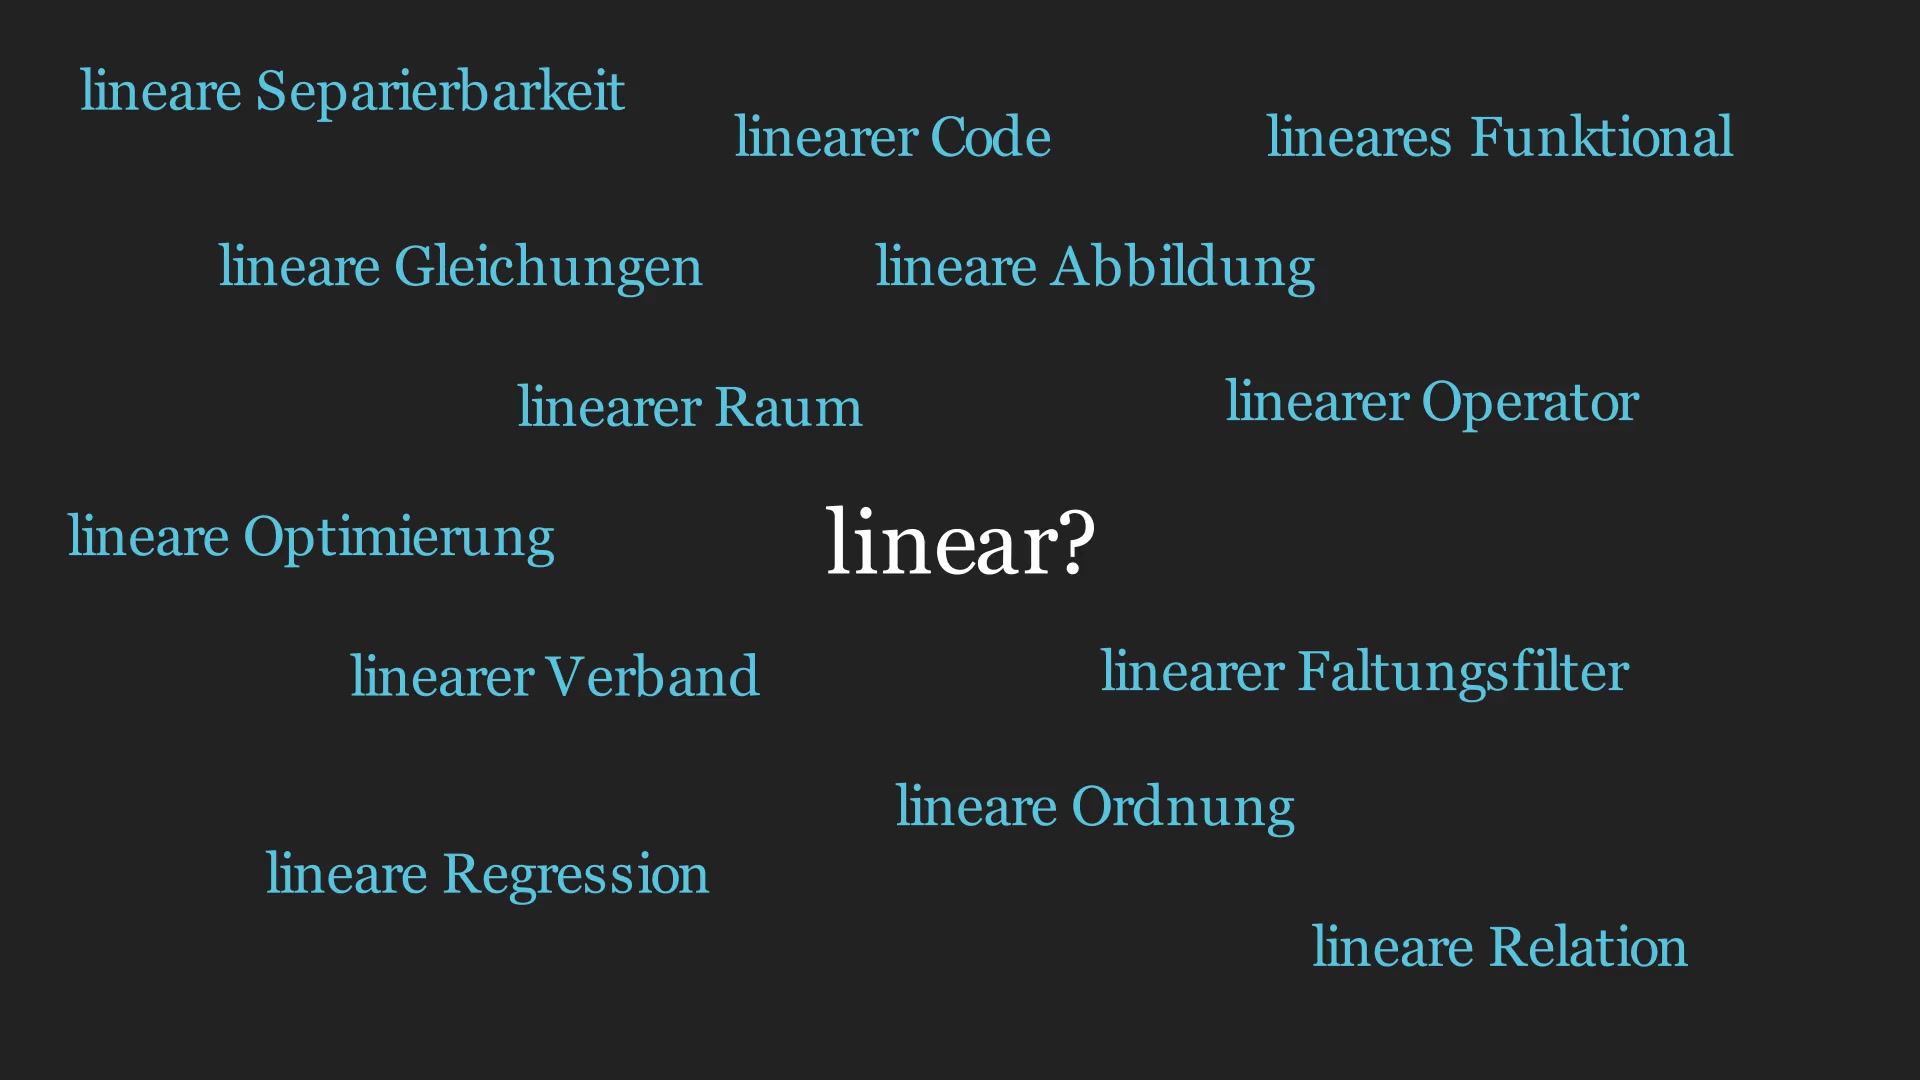 lineare Separierbarkeit
linearer Code
lineares Funktional
lineare Gleichungen
lineare Abbildung
linearer Raum
linearer Operator
lineare Optimierung
linear?
linearer Verband
linearer Faltungsfilter
lineare Ordnung
lineare Regression
lineare Relation